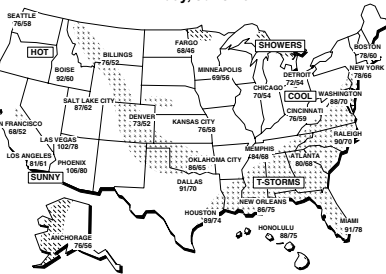 SEATTLE
76/58
HOT
BOISE
92/60
BILLINGS
76/52
FARGO
68/46
MINNEAPOLIS
69/56
SHOWERS
BOSTON
78/60
NEW YORK
78/66
DETROIT
72/54
CHICAGO
70/54
COOL
WASHINGTON
88/70
CINCINNATI
76/59
SALT LAKE CITY
87/62
DENVER
73/52
KANSAS CITY
76/58
N FRANCISCO
68/52
LAS VEGAS
102/78
LOS ANGELES
81/61
PHOENIX
106/80
SUNNY
OKLAHOMA CITY
86/65
MEMPHIS
84/68
ATLANTA
80/68
RALEIGH
90/70
DALLAS
91/70
T-STORMS
NEW ORLEANS
86/75
HOUSTON
89/74
MIAMI
91/78
HONOLULU
88/75
ANCHORAGE
76/56